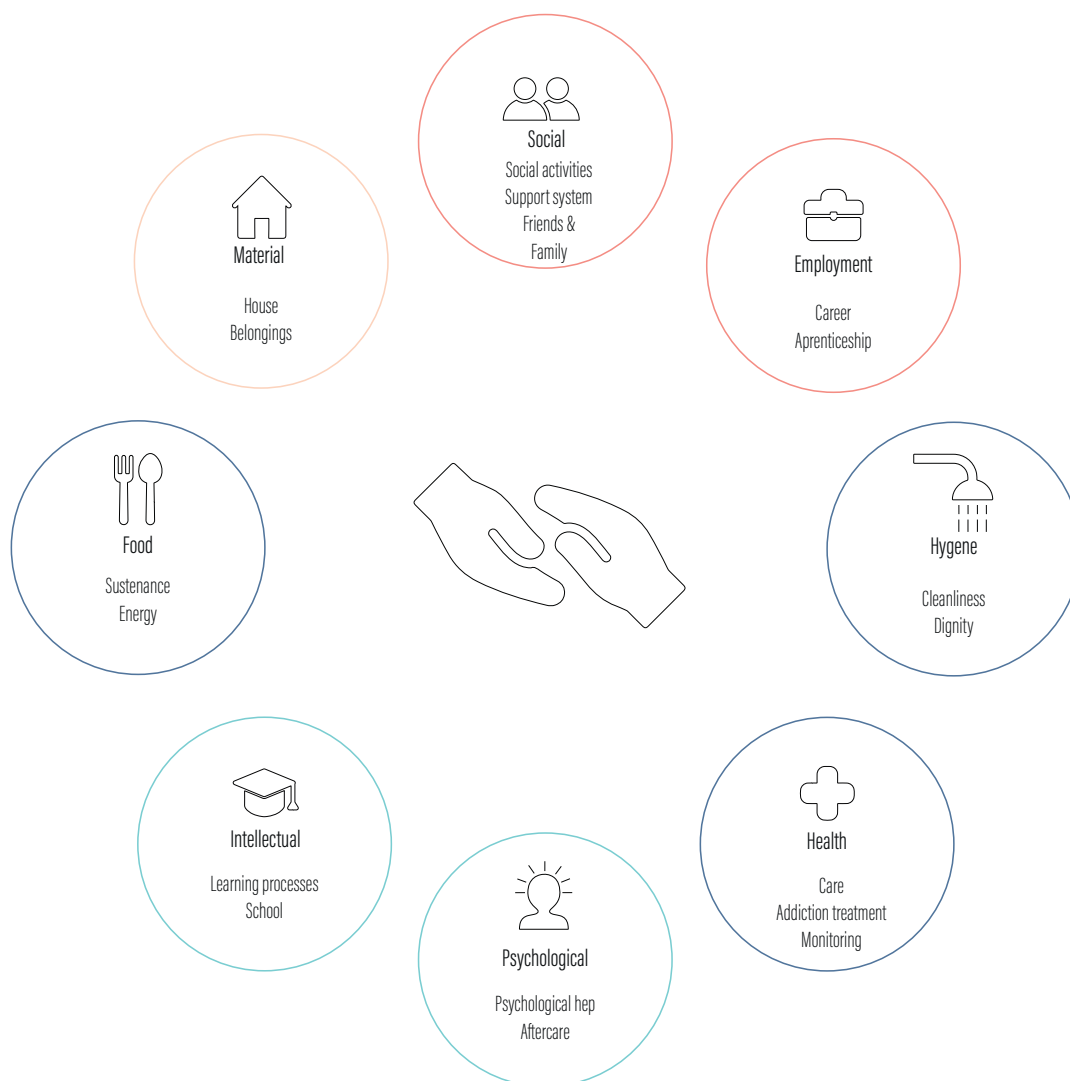 Social
Social activities
Support system
Friends &
Family
Material
House
Belongings
Employment
Career
Aprenticeship
Food
Sustenance
Energy
Hygene
Cleanliness
Dignity
Intellectual
Learning processes
School
Health
Care
Addiction treatment
Monitoring
Psychological
Psychological hep
Aftercare